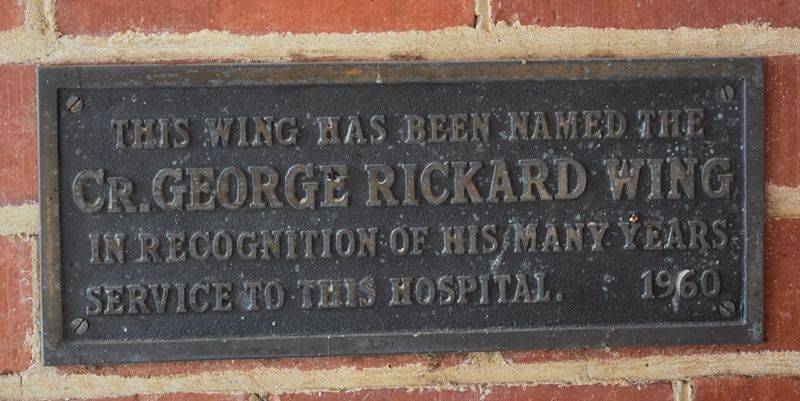 THIS WING HAS BEEN NAMED THE
CR. GEORGE RICKARD WING
IN RECOGNITION OF HIS MANY YEARS
SERVICE TO THIS HOSPITAL. 1960